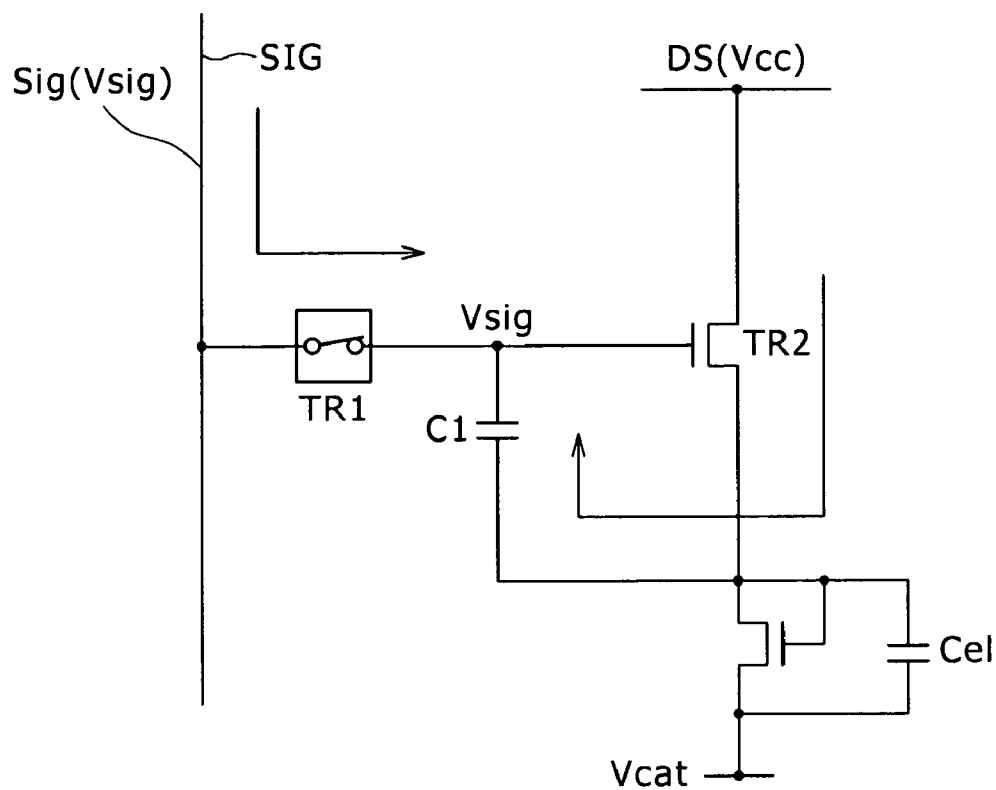 SIG
DS(Vcc)
Sig(Vsig)
Vsig
TR2
TR1
C1
Cel
Vcat